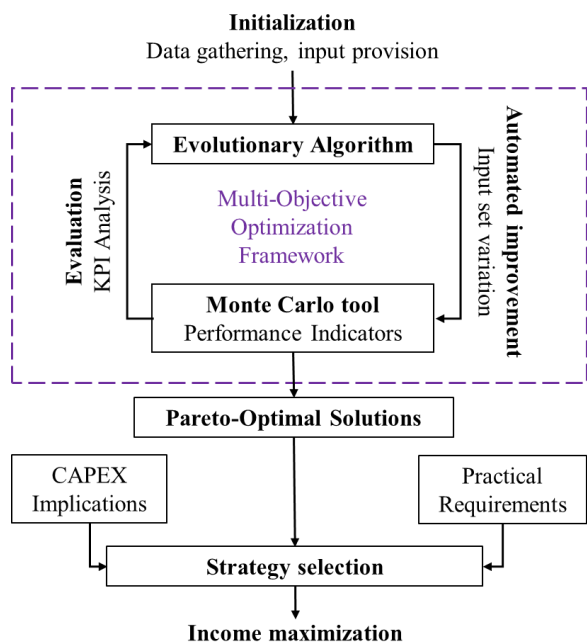 Initialization
Data gathering, input provision
Evolutionary Algorithm
Evaluation
KPI Analysis
Multi-Objective
Optimization
Framework
Automated improvement
Input set variation
Monte Carlo tool
Performance Indicators
Pareto-Optimal Solutions
CAPEX
Implications
Practical
Requirements
Strategy selection
Income maximization